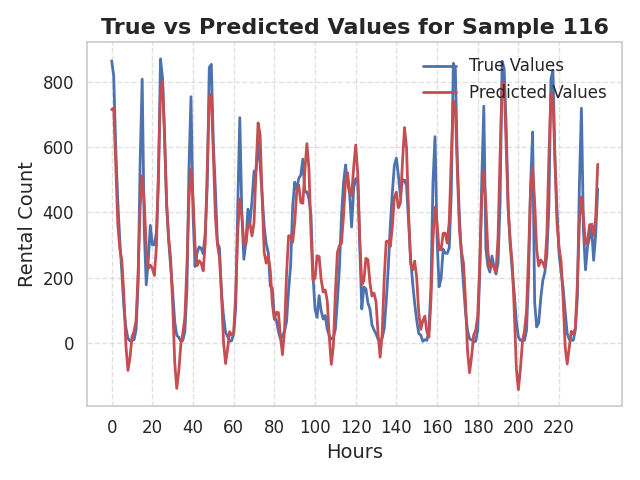 True vs Predicted Values for Sample 116
True Values
Predicted Values
Rental Count
800
600
400
200
0
0 20 40 60 80 100 120 140 160 180 200 220
Hours